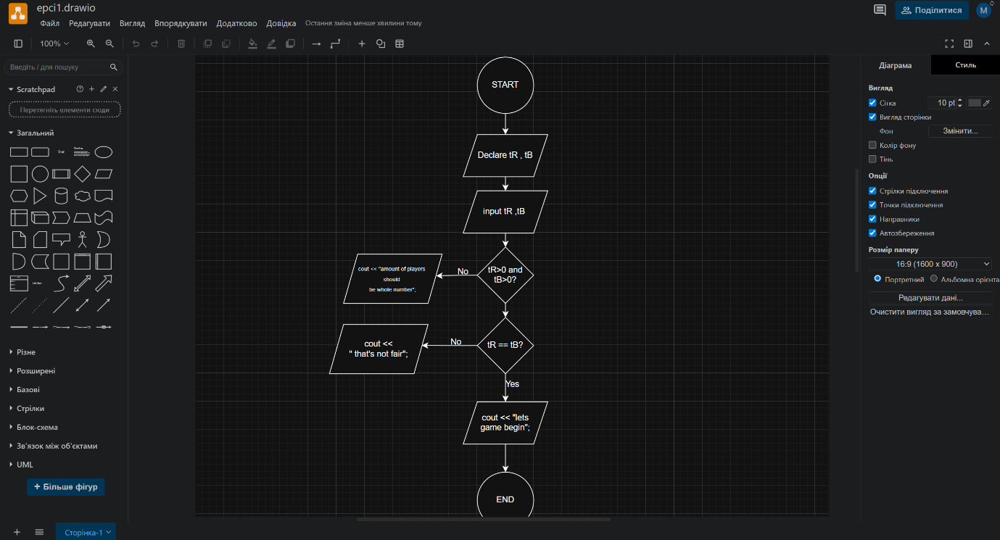 epci1.drawio
Файл Редагувати Вигляд Впорядкувати Додатково Довідка Остання зміна менше хвилини тому
Поділитися
M
100%
Введіть / для пошуку
Scratchpad
Перетягніть елементи сюди
Загальний
Text
Heading
List Item
Різне
Розширені
Базові
Стрілки
Блок-схема
Зв'язок між об'єктами
UML
+ Більше фігур
Сторінка-1
START
Declare tR , tB
input tR ,tB
tR>0 and
tB>0?
No
cout << "amount of players
should
be whole number";
tR == tB?
No
cout <<
" that's not fair";
Yes
cout << "lets
game begin";
END
Діаграма
Стиль
Вигляд
Сітка
10 pt
Вигляд сторінки
Фон
Змінити...
Колір фону
Тінь
Опції
Стрілки підключення
Точки підключення
Направники
Автозбереження
Розмір паперу
16:9 (1600 x 900)
Портретний Альбомна орієнта
Редагувати дані...
Очистити вигляд за замовчува...